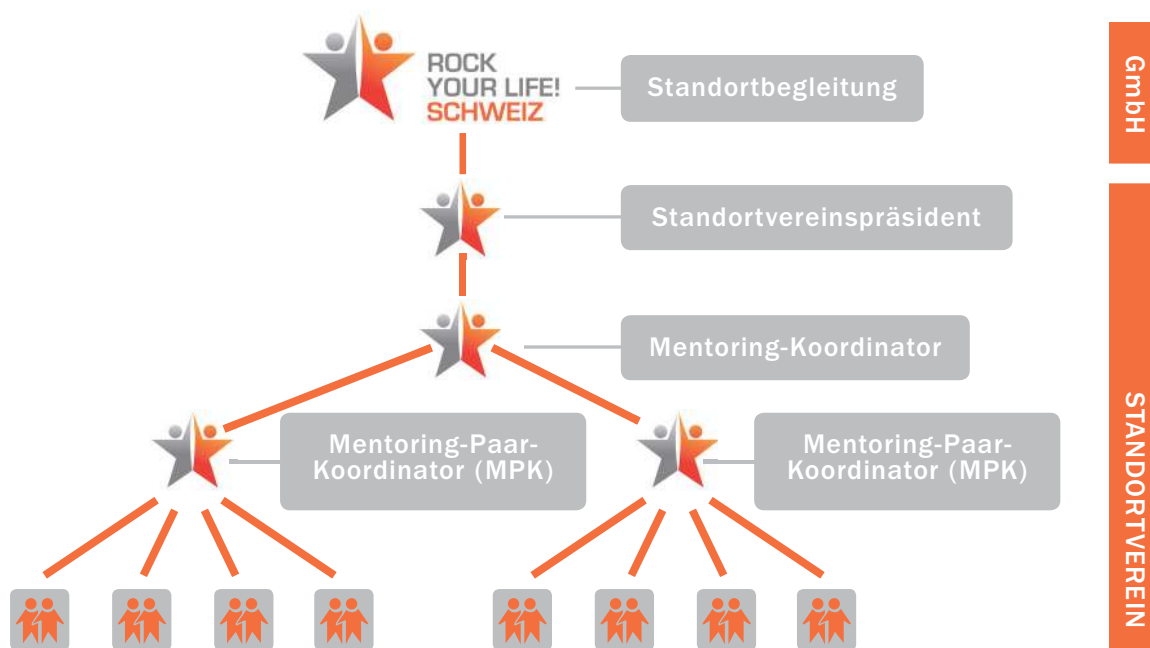 ROCK
YOUR LIFE!
SCHWEIZ
Standortbegleitung
GmbH
Standortvereinspräsident
Mentoring-Koordinator
Mentoring-Paar-
Koordinator (MPK)
Mentoring-Paar-
Koordinator (MPK)
STANDORTVEREIN